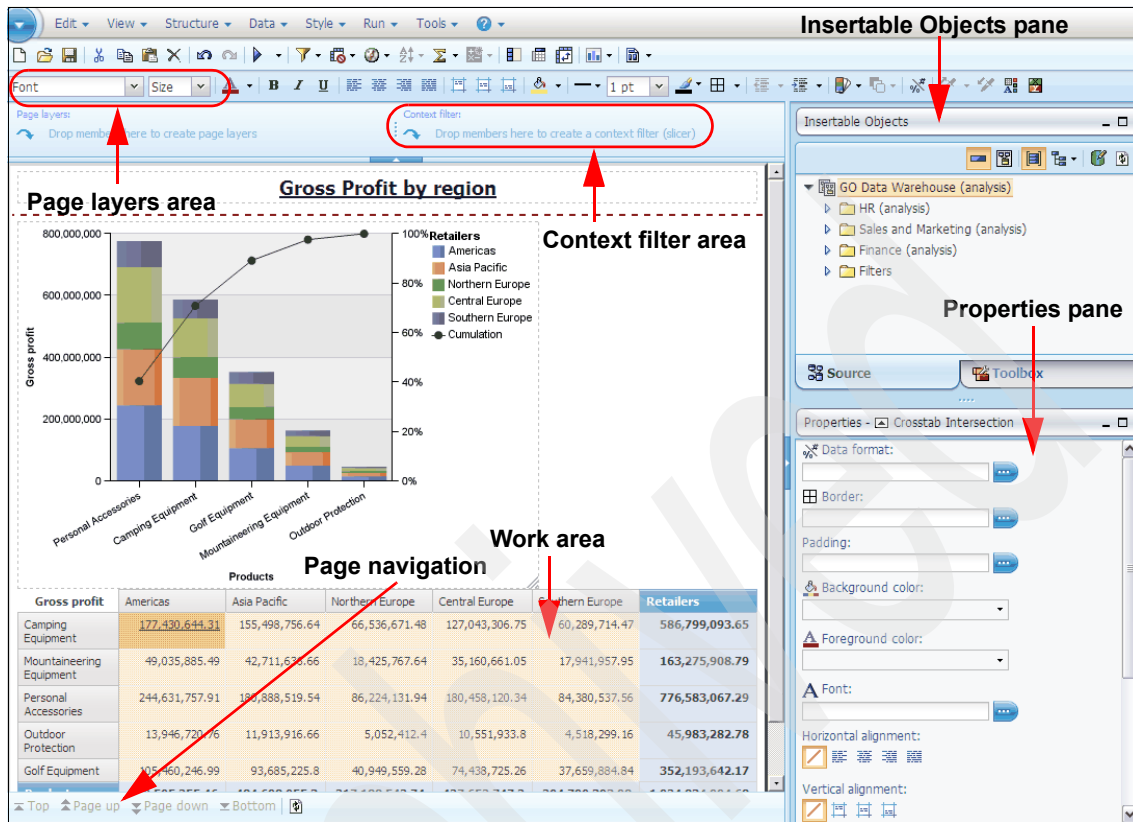 Edit View Structure Data Style Run Tools
Insertable Objects pane
Font Size A B I U 1 pt
Page layers:
Drop members here to create page layers
Context filter:
Drop members here to create a context filter (slicer)
Insertable Objects
Gross Profit by region
Page layers area
Context filter area
GO Data Warehouse (analysis)
HR (analysis)
Sales and Marketing (analysis)
Finance (analysis)
Filters
Properties pane
Source Toolbox
800,000,000
600,000,000
400,000,000
200,000,000
0
Gross profit
100%
80%
60%
40%
20%
0%
Retailers
Americas
Asia Pacific
Northern Europe
Central Europe
Southern Europe
Cumulation
Personal Accessories
Camping Equipment
Golf Equipment
Mountaineering Equipment
Outdoor Protection
Products
Page navigation
Work area
Properties - Crosstab Intersection
Data format:
Border:
Padding:
Background color:
Foreground color:
Font:
Horizontal alignment:
Vertical alignment:
Gross profit Americas Asia Pacific Northern Europe Central Europe Southern Europe Retailers
Camping Equipment 177,430,644.31 155,498,756.64 66,536,671.48 127,043,306.75 60,289,714.47 586,799,093.65
Mountaineering Equipment 49,035,885.49 18,425,767.64 35,160,661.05 17,941,957.95 163,275,908.79
Personal Accessories 244,631,757.91 86,224,131.94 180,458,120.34 84,380,537.56 776,583,067.29
Outdoor Protection 13,946,720.76 11,913,916.66 5,052,412.4 10,551,933.8 4,518,299.16 45,983,282.78
Golf Equipment 105,460,246.99 93,685,225.8 40,949,559.28 74,438,725.26 37,659,884.84 352,193,642.17
Top Page up Page down Bottom